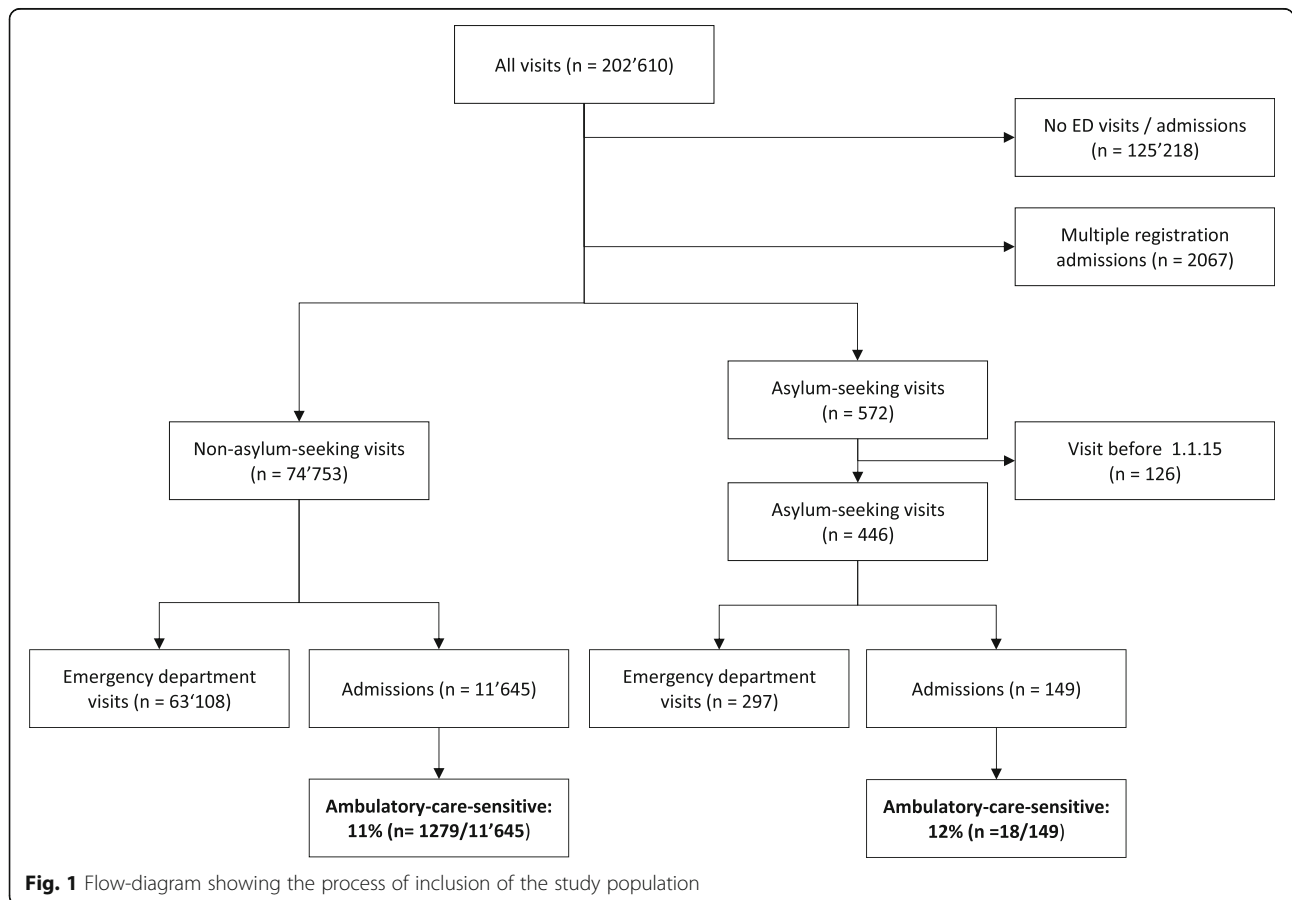 All visits (n = 202’610)
No ED visits / admissions
(n = 125’218)
Multiple registration
admissions (n = 2067)
Asylum-seeking visits
(n = 572)
Non-asylum-seeking visits
(n = 74’753)
Visit before 1.1.15
(n = 126)
Asylum-seeking visits
(n = 446)
Emergency department
visits (n = 63‘108)
Admissions (n = 11’645)
Emergency department
visits (n = 297)
Admissions (n = 149)
Ambulatory-care-sensitive:
11% (n= 1279/11’645)
Ambulatory-care-sensitive:
12% (n =18/149)
Fig. 1 Flow-diagram showing the process of inclusion of the study population